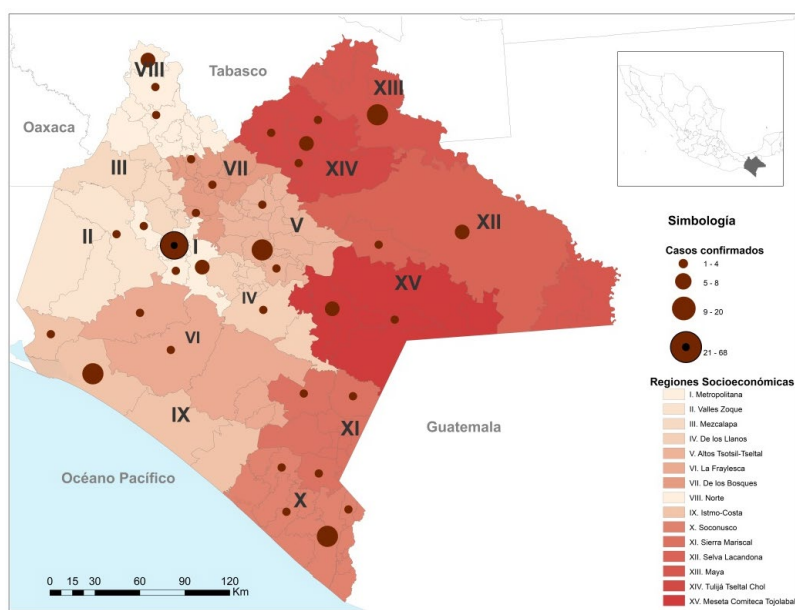 Tabasco
Oaxaca
Guatemala
Océano Pacífico
VIII
XIII
III
VII
XIV
II
I
V
XII
IV
XV
VI
IX
XI
X
0 15 30 60 90 120
Km
Simbología
Casos confirmados
1 - 4
5 - 8
9 - 20
21 - 68
Regiones Socioeconómicas
I. Metropolitana
II. Valles Zoque
III. Mezcalapa
IV. De los Llanos
V. Altos Tsotsil-Tseltal
VI. La Fraylesca
VII. De los Bosques
VIII. Norte
IX. Istmo-Costa
X. Soconusco
XI. Sierra Mariscal
XII. Selva Lacandona
XIII. Maya
XIV. Tulijá Tseltal Chol
XV. Meseta Comiteca Tojolabal